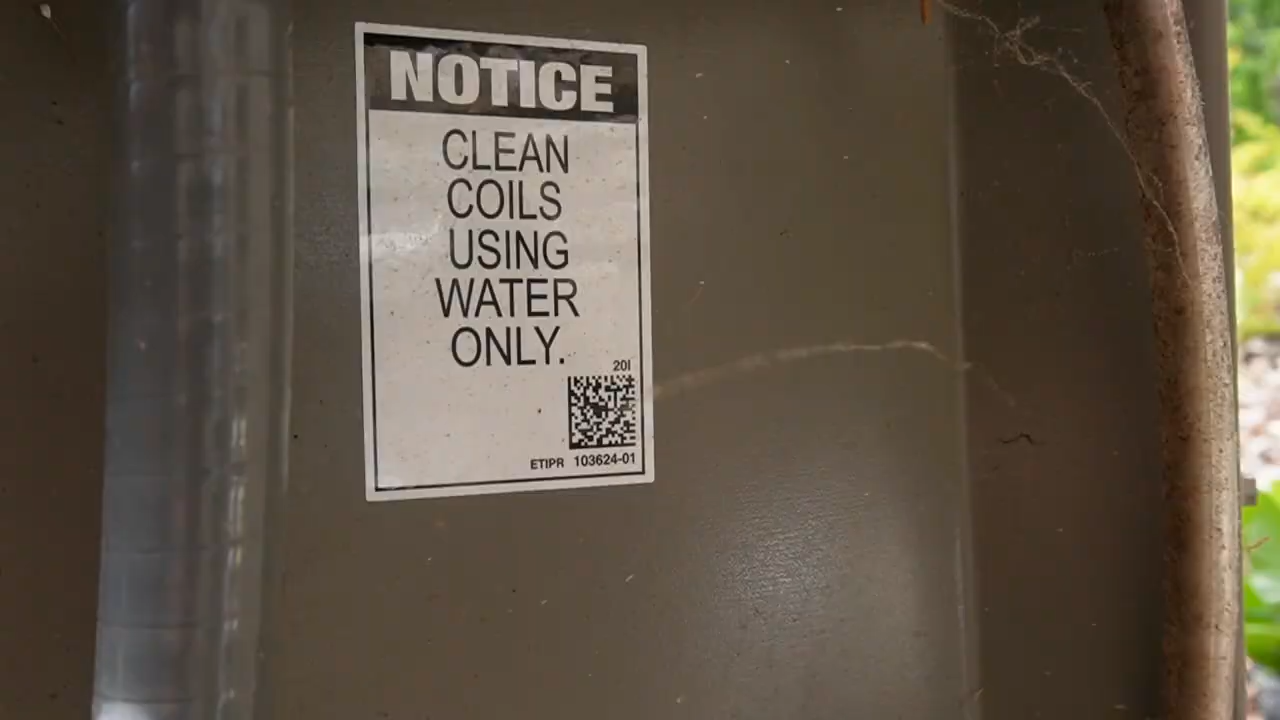 NOTICE
CLEAN
COILS
USING
WATER
ONLY.
20I
ETIPR 103624-01